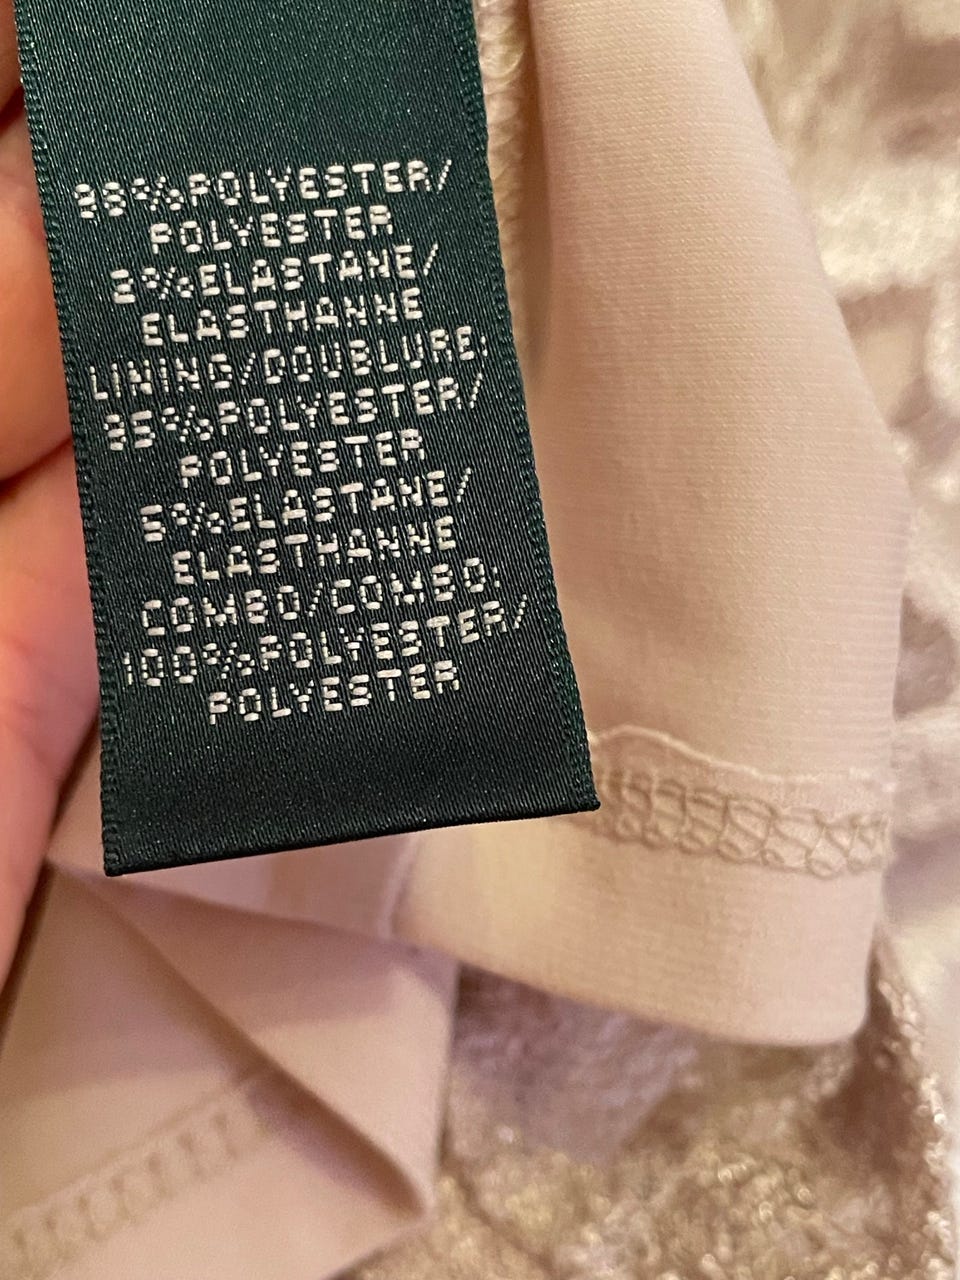 98%POLYESTER/
POLYESTER
2%ELASTANE/
ELASTHANNE
LINING/DOUBLURE:
95%POLYESTER/
POLYESTER
5%ELASTANE/
ELASTHANNE
COMBO/COMBO:
100%POLYESTER/
POLYESTER